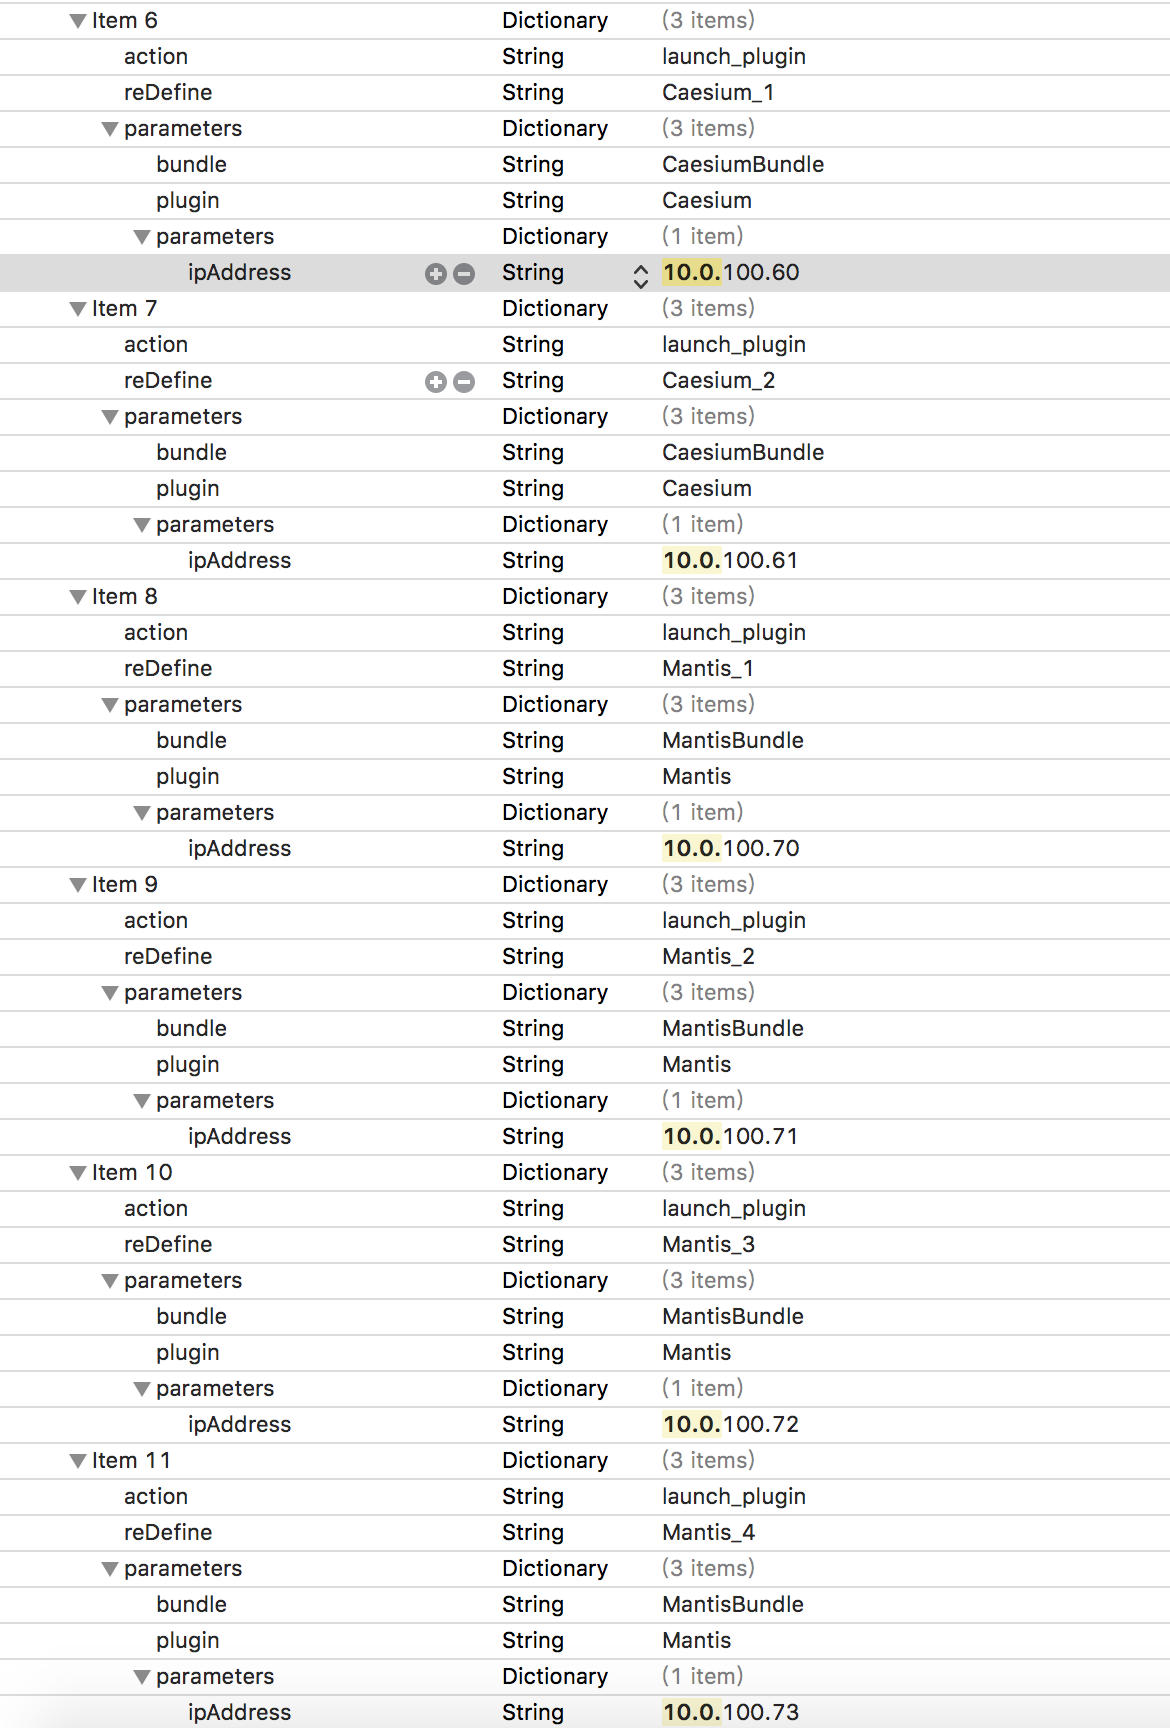 Item 6 Dictionary (3 items)
action String launch_plugin
reDefine String Caesium_1
parameters Dictionary (3 items)
bundle String CaesiumBundle
plugin String Caesium
parameters Dictionary (1 item)
ipAddress String 10.0.100.60
Item 7 Dictionary (3 items)
action String launch_plugin
reDefine String Caesium_2
parameters Dictionary (3 items)
bundle String CaesiumBundle
plugin String Caesium
parameters Dictionary (1 item)
ipAddress String 10.0.100.61
Item 8 Dictionary (3 items)
action String launch_plugin
reDefine String Mantis_1
parameters Dictionary (3 items)
bundle String MantisBundle
plugin String Mantis
parameters Dictionary (1 item)
ipAddress String 10.0.100.70
Item 9 Dictionary (3 items)
action String launch_plugin
reDefine String Mantis_2
parameters Dictionary (3 items)
bundle String MantisBundle
plugin String Mantis
parameters Dictionary (1 item)
ipAddress String 10.0.100.71
Item 10 Dictionary (3 items)
action String launch_plugin
reDefine String Mantis_3
parameters Dictionary (3 items)
bundle String MantisBundle
plugin String Mantis
parameters Dictionary (1 item)
ipAddress String 10.0.100.72
Item 11 Dictionary (3 items)
action String launch_plugin
reDefine String Mantis_4
parameters Dictionary (3 items)
bundle String MantisBundle
plugin String Mantis
parameters Dictionary (1 item)
ipAddress String 10.0.100.73